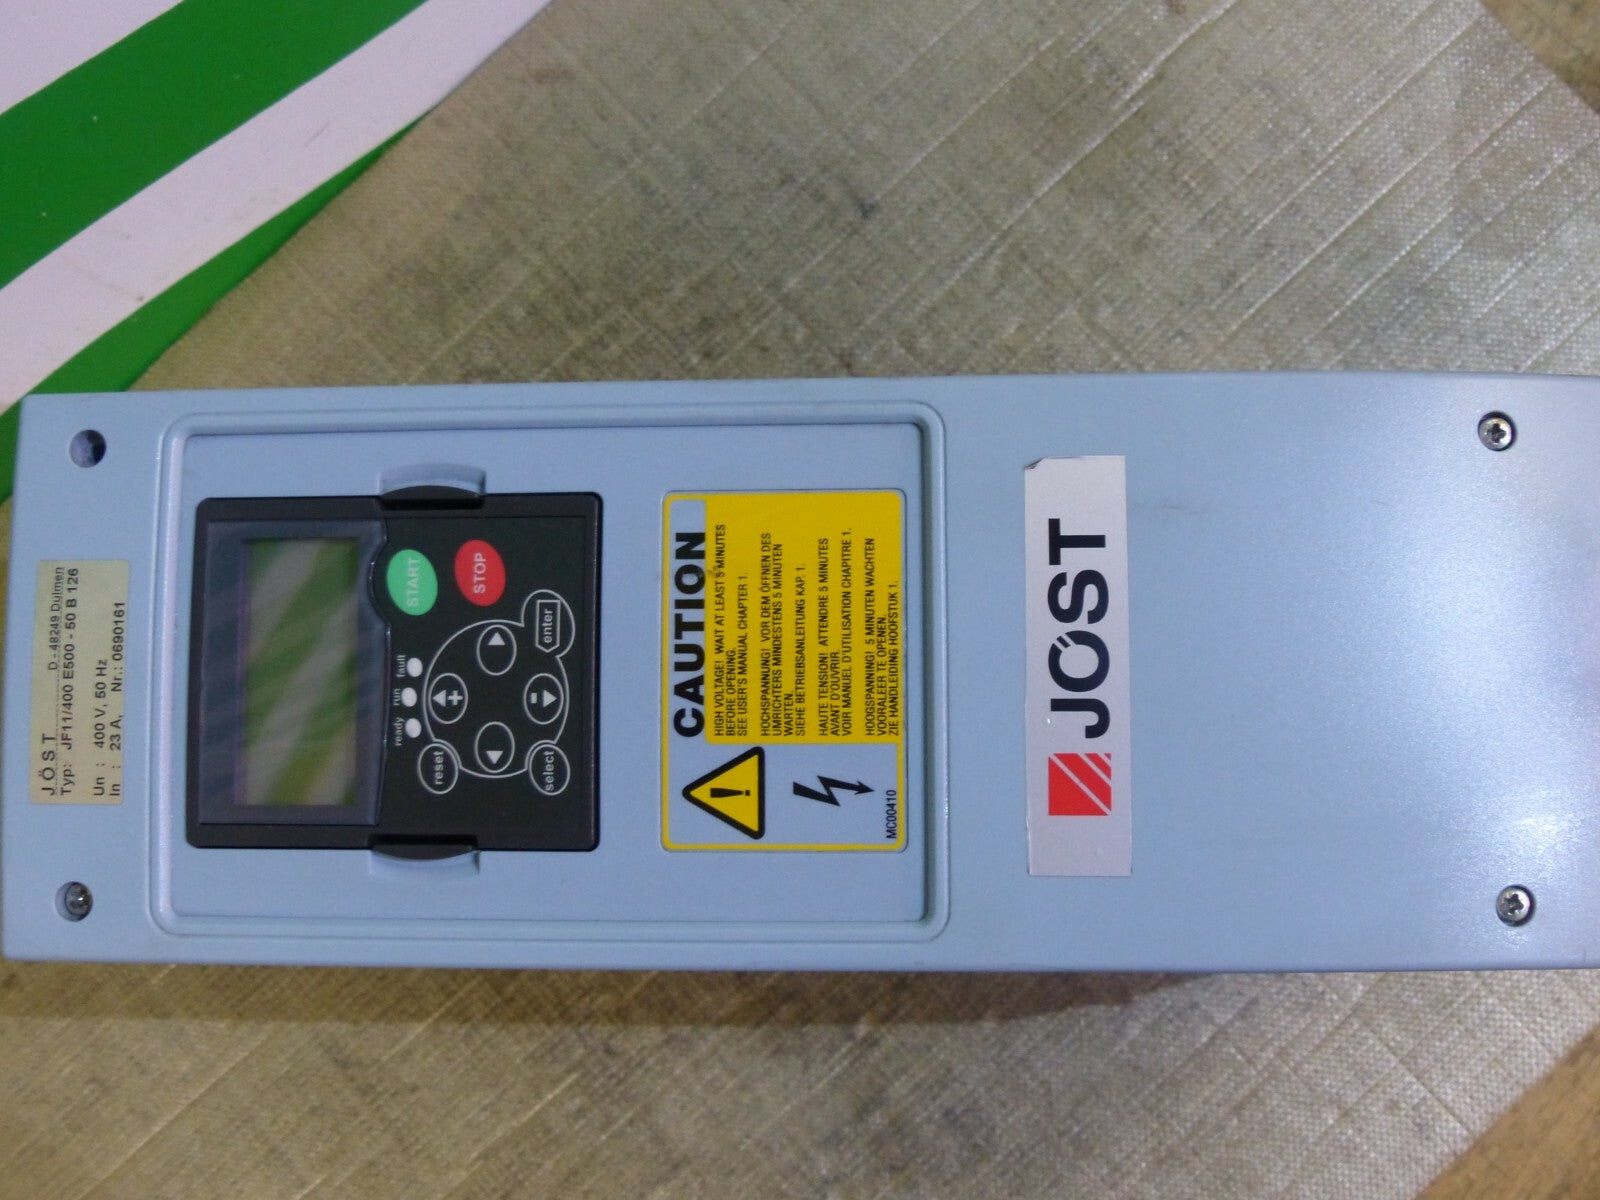 JÖST D - 48249 Dülmen
Typ: JF11/400 E500 - 50 B 126
Un : 400 V, 50 Hz
In : 23 A, Nr.: 0690161
ready run fault
START
STOP
reset
+
-
select
enter
CAUTION
HIGH VOLTAGE! WAIT AT LEAST 5 MINUTES
BEFORE OPENING.
SEE USER'S MANUAL CHAPTER 1.
HOCHSPANNUNG! VOR DEM ÖFFNEN DES
UMRICHTERS MINDESTENS 5 MINUTEN
WARTEN.
SIEHE BETRIEBSANLEITUNG KAP. 1.
HAUTE TENSION! ATTENDRE 5 MINUTES
AVANT D'OUVRIR.
VOIR MANUEL D'UTILISATION CHAPITRE 1.
HOOGSPANNING! 5 MINUTEN WACHTEN
VOORALEER TE OPENEN.
ZIE HANDLEIDING HOOFSTUK 1.
MC00410
JÖST